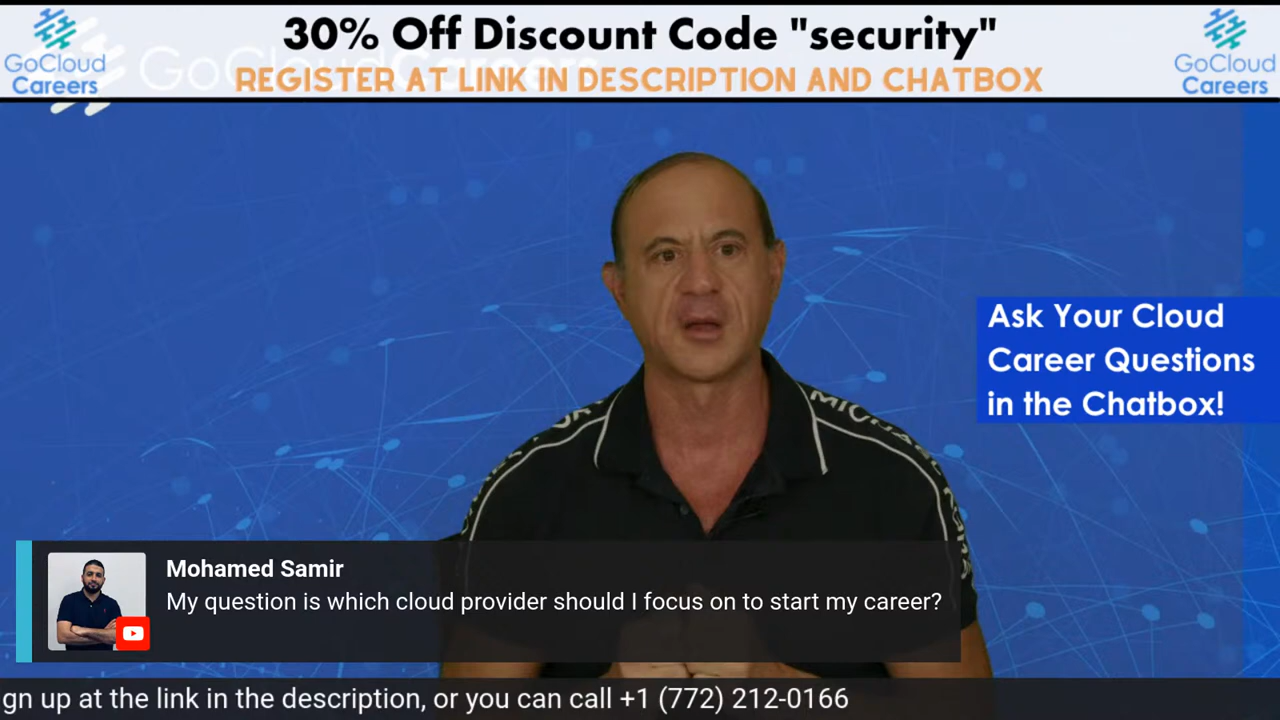 30% Off Discount Code "security"
REGISTER AT LINK IN DESCRIPTION AND CHATBOX
GoCloud
Careers
GoCloud
Careers
GoCloudCareers
Ask Your Cloud
Career Questions
in the Chatbox!
MICHAEL
Mohamed Samir
My question is which cloud provider should I focus on to start my career?
gn up at the link in the description, or you can call +1 (772) 212-0166